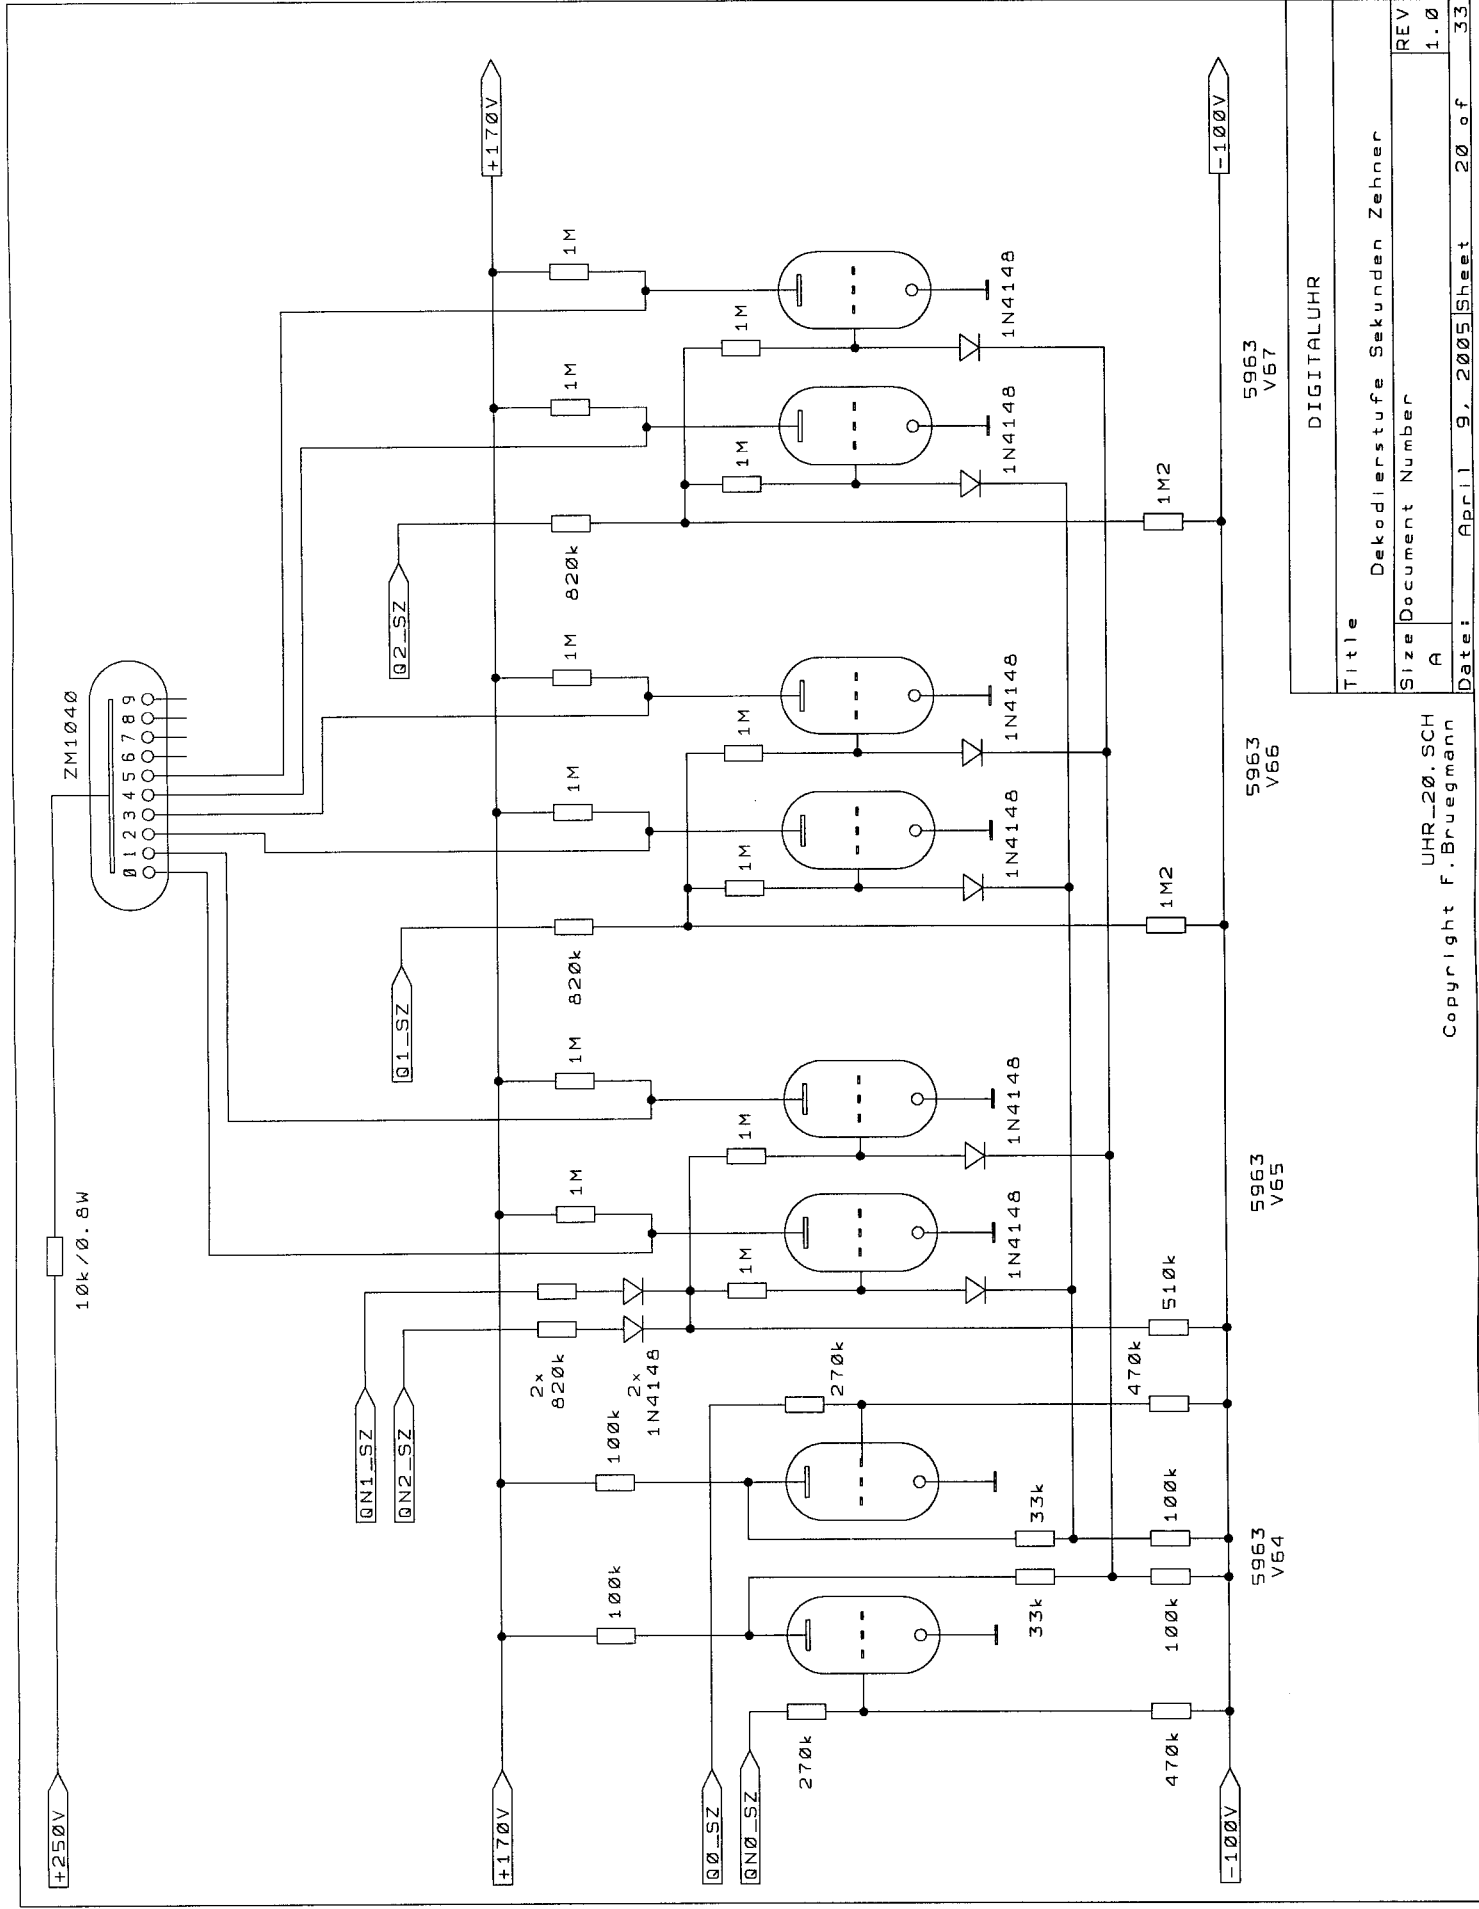 +250V
10k/0.8W
ZM1040
0 1 2 3 4 5 6 7 8 9
QN1_SZ
QN2_SZ
Q1_SZ
Q2_SZ
+170V
+170V
100k
100k
2x
820k
2x
1N4148
1M
1M
820k
1M
1M
820k
1M
1M
Q0_SZ
QN0_SZ
270k
270k
1M
1M
1M
1M
1M
1M
1N4148
1N4148
1N4148
1N4148
1N4148
1N4148
33k
33k
100k
100k
470k
470k
510k
1M2
1M2
-100V
-100V
5963
V64
5963
V65
5963
V66
5963
V67
DIGITALUHR
Title
Dekodierstufe Sekunden Zehner
Size Document Number REV
A 1.0
Date: April 9, 2005 Sheet 20 of 33
UHR_20.SCH
Copyright F.Bruegmann